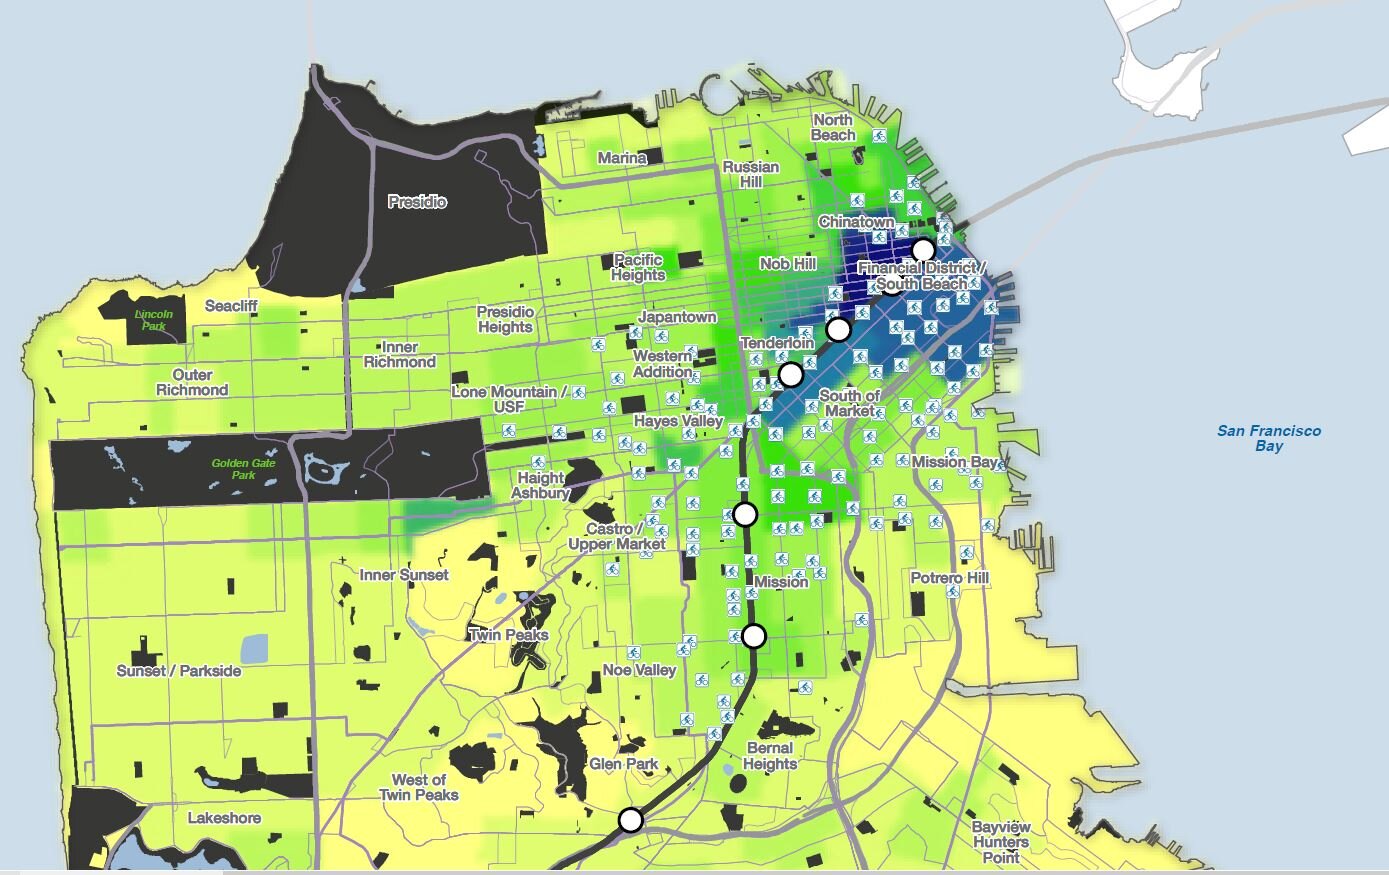 North
Beach
Marina
Russian
Hill
Presidio
Chinatown
Pacific
Heights
Nob Hill
Financial District /
South Beach
Seacliff
Lincoln
Park
Presidio
Heights
Japantown
Inner
Richmond
Tenderloin
Western
Addition
Outer
Richmond
Lone Mountain /
USF
South of
Market
Hayes Valley
San Francisco
Bay
Golden Gate
Park
Mission Bay
Haight
Ashbury
Castro /
Upper Market
Inner Sunset
Mission
Potrero Hill
Twin Peaks
Sunset / Parkside
Noe Valley
Bernal
Heights
Glen Park
West of
Twin Peaks
Lakeshore
Bayview
Hunters
Point